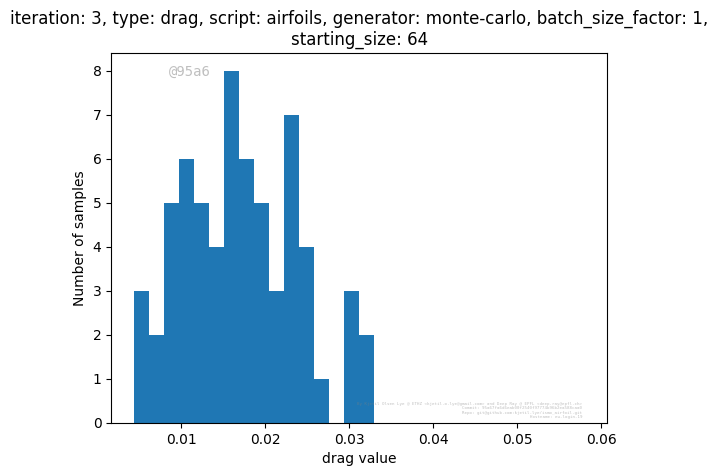 iteration: 3, type: drag, script: airfoils, generator: monte-carlo, batch_size_factor: 1,
starting_size: 64
@95a6
8
7
6
5
4
3
2
1
0
Number of samples
0.01 0.02 0.03 0.04 0.05 0.06
drag value